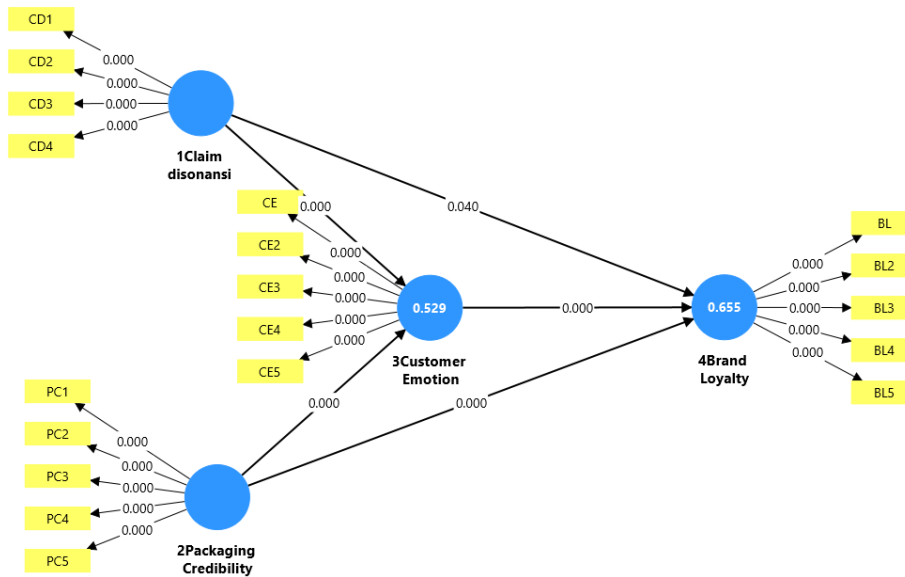 CD1
0.000
CD2
0.000
CD3
0.000
CD4
0.000
1Claim
disonansi
CE
0.000
0.040
0.000
CE2
0.000
CE3
0.000
CE4
0.000
CE5
0.000
0.529
3Customer
Emotion
0.000
0.655
4Brand
Loyalty
BL
0.000
BL2
0.000
BL3
0.000
BL4
0.000
BL5
0.000
0.000
0.000
PC1
0.000
PC2
0.000
PC3
0.000
PC4
0.000
PC5
0.000
2Packaging
Credibility